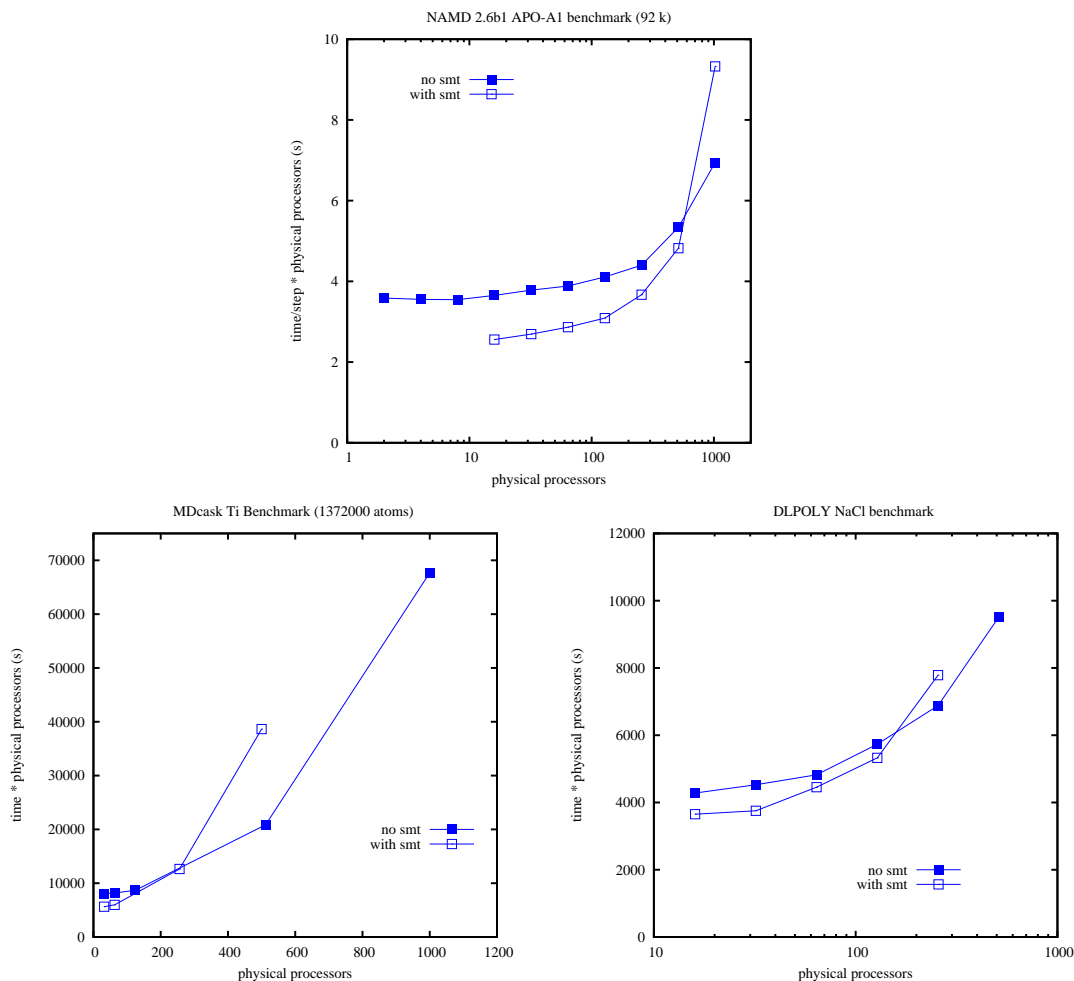 NAMD 2.6b1 APO-A1 benchmark (92 k)
10
8
6
4
2
0
time/step * physical processors (s)
no smt
with smt
1 10 100 1000
physical processors
MDcask Ti Benchmark (1372000 atoms)
70000
60000
50000
40000
30000
20000
10000
0
time * physical processors (s)
no smt
with smt
0 200 400 600 800 1000 1200
physical processors
DLPOLY NaCl benchmark
12000
10000
8000
6000
4000
2000
0
time * physical processors (s)
no smt
with smt
10 100 1000
physical processors